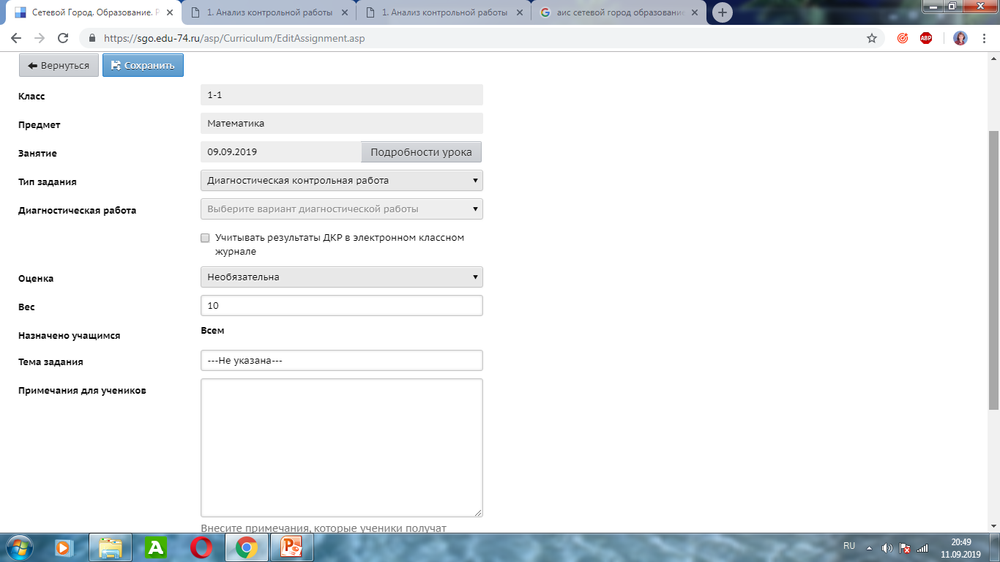 Сетевой Город. Образование. Р
1. Анализ контрольной работы
1. Анализ контрольной работы
аис сетевой город образование
https://sgo.edu-74.ru/asp/Curriculum/EditAssignment.asp
ABP
Вернуться
Сохранить
Класс
1-1
Предмет
Математика
Занятие
09.09.2019
Подробности урока
Тип задания
Диагностическая контрольная работа
Диагностическая работа
Выберите вариант диагностической работы
Учитывать результаты ДКР в электронном классном
журнале
Оценка
Необязательна
Вес
10
Назначено учащимся
Всем
Тема задания
---Не указана---
Примечания для учеников
Внесите примечания, которые ученики получат
RU
20:49
11.09.2019